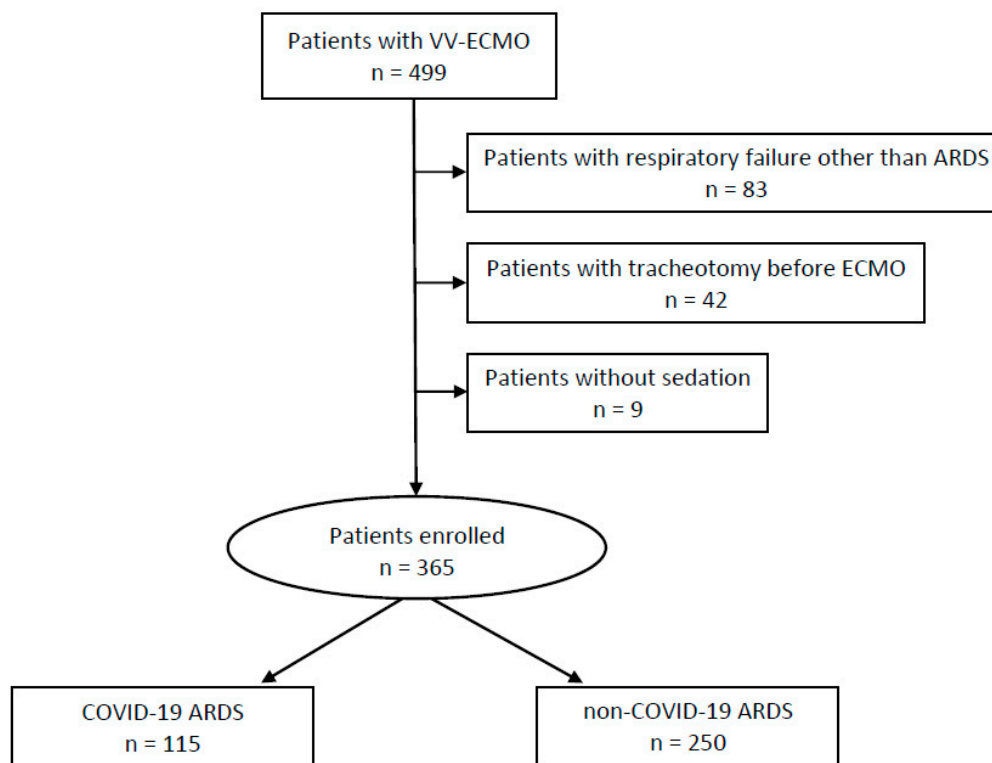 Patients with VV-ECMO
n = 499
Patients with respiratory failure other than ARDS
n = 83
Patients with tracheotomy before ECMO
n = 42
Patients without sedation
n = 9
Patients enrolled
n = 365
COVID-19 ARDS
n = 115
non-COVID-19 ARDS
n = 250